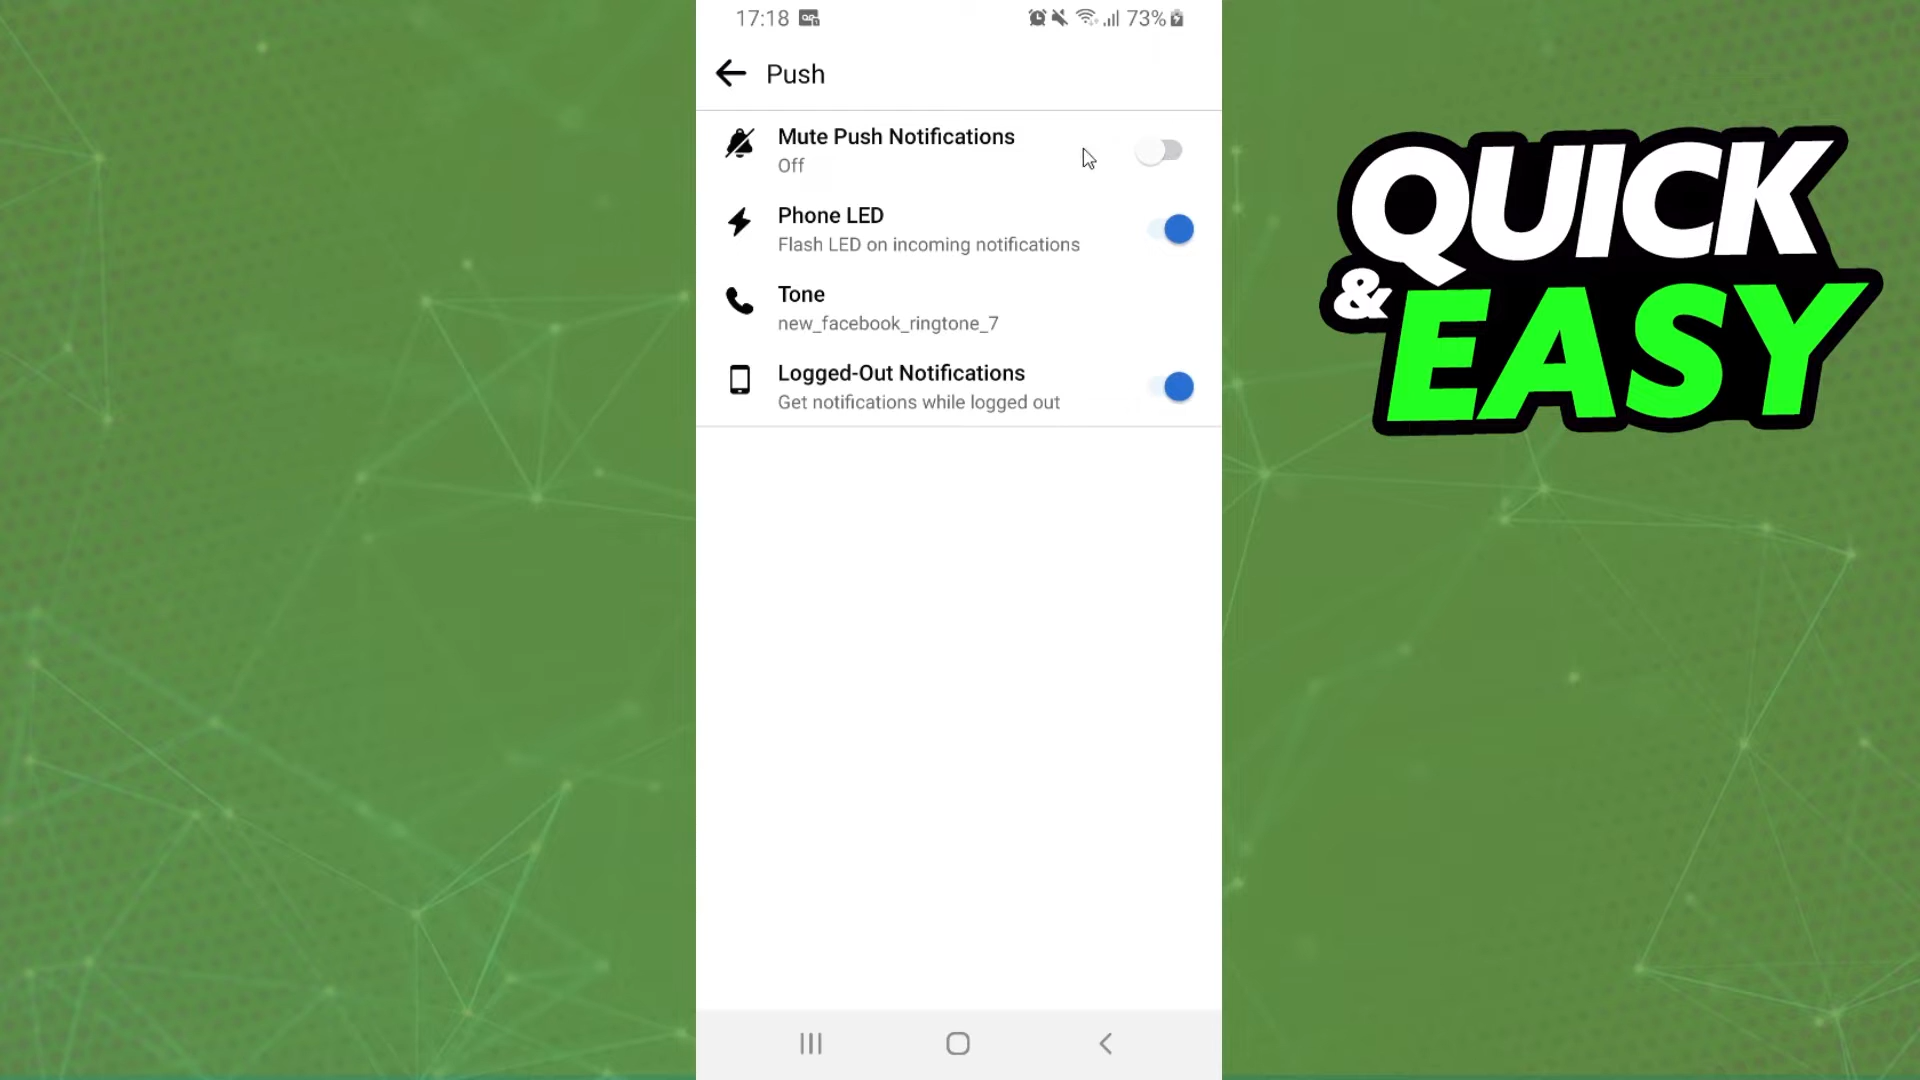 17:18
73%
Push
Mute Push Notifications
Off
Phone LED
Flash LED on incoming notifications
Tone
new_facebook_ringtone_7
Logged-Out Notifications
Get notifications while logged out
QUICK
& EASY